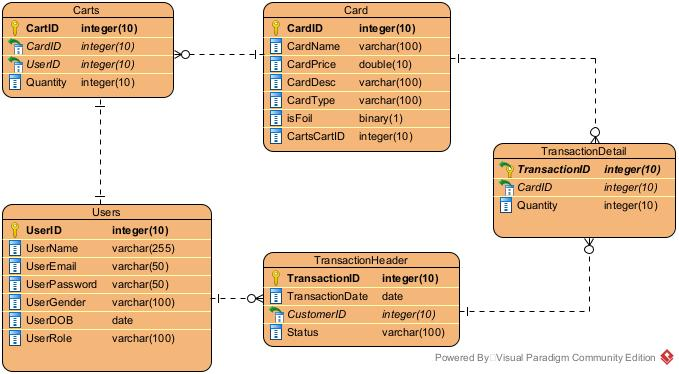 Carts
CartID integer(10)
CardID integer(10)
UserID integer(10)
Quantity integer(10)
Card
CardID integer(10)
CardName varchar(100)
CardPrice double(10)
CardDesc varchar(100)
CardType varchar(100)
isFoil binary(1)
CartsCartID integer(10)
TransactionDetail
TransactionID integer(10)
CardID integer(10)
Quantity integer(10)
Users
UserID integer(10)
UserName varchar(255)
UserEmail varchar(50)
UserPassword varchar(50)
UserGender varchar(100)
UserDOB date
UserRole varchar(100)
TransactionHeader
TransactionID integer(10)
TransactionDate date
CustomerID integer(10)
Status varchar(100)
Powered By Visual Paradigm Community Edition